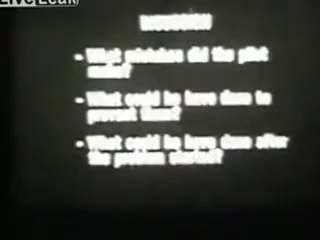 LiveLeak
- What mistakes did the pilot
make?
- What could he have done to
prevent them?
- What could he have done after
the problem started?